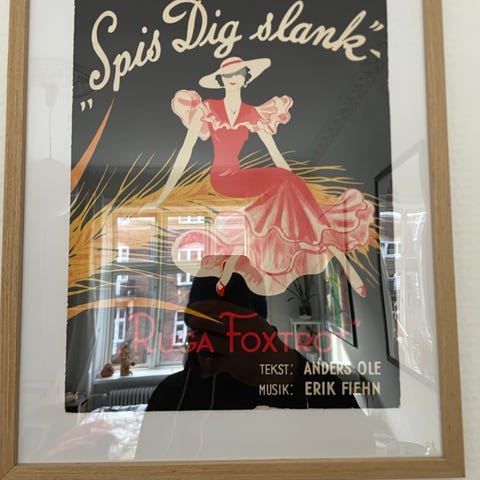 „Spis Dig slank"
"RUGA FOXTROT"
TEKST: ANDERS OLE
MUSIK: ERIK FIEHN